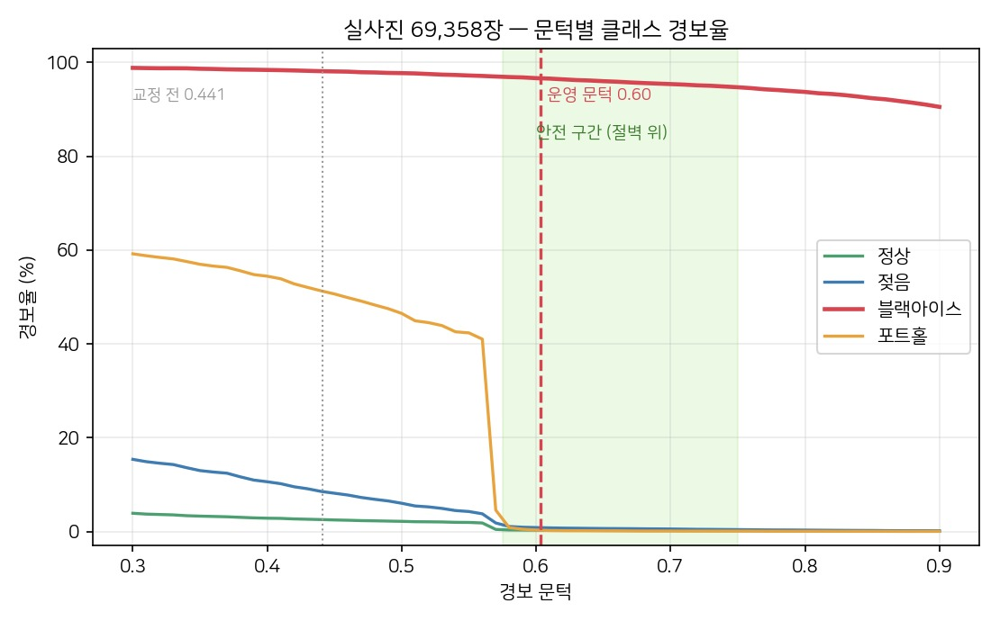 실사진 69,358장 — 문턱별 클래스 경보율
100
80
60
40
20
0
경보율 (%)
교정 전 0.441
운영 문턱 0.60
안전 구간 (절벽 위)
정상
젖음
블랙아이스
포트홀
0.3 0.4 0.5 0.6 0.7 0.8 0.9
경보 문턱